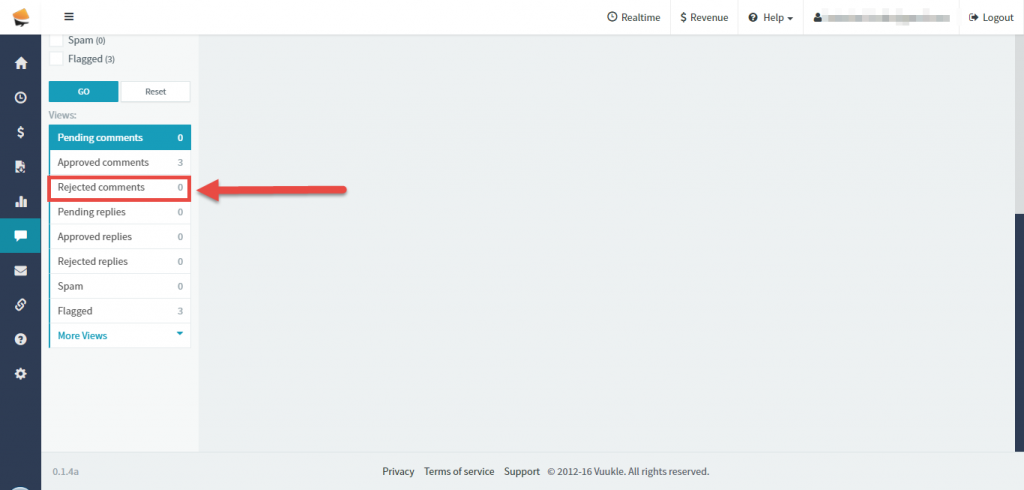 Realtime $ Revenue Help Logout
Spam (0)
Flagged (3)
GO Reset
Views:
Pending comments 0
Approved comments 3
Rejected comments 0
Pending replies 0
Approved replies 0
Rejected replies 0
Spam 0
Flagged 3
More Views
0.1.4a Privacy Terms of service Support © 2012-16 Vuukle. All rights reserved.